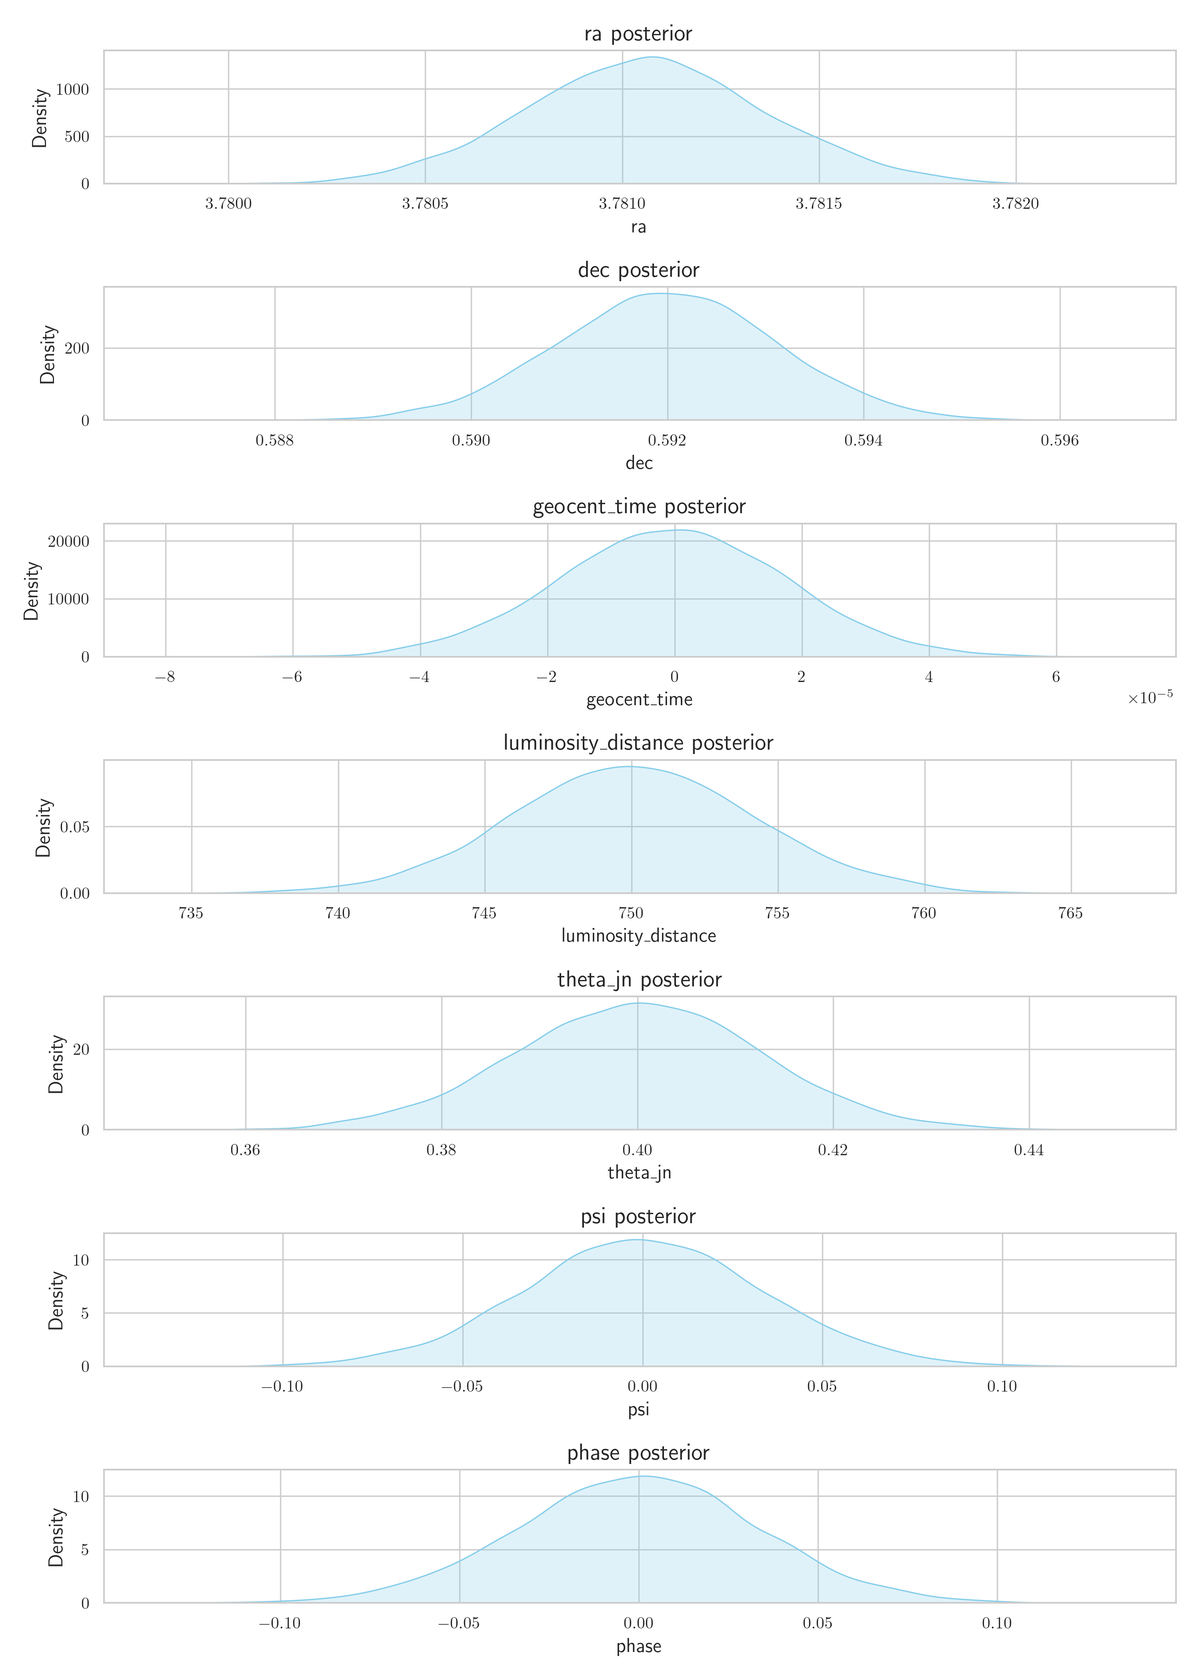 ra posterior
Density
1000
500
0
3.7800 3.7805 3.7810 3.7815 3.7820
ra
dec posterior
Density
200
0
0.588 0.590 0.592 0.594 0.596
dec
geocent_time posterior
Density
20000
10000
0
−8 −6 −4 −2 0 2 4 6
×10⁻⁵
geocent_time
luminosity_distance posterior
Density
0.05
0.00
735 740 745 750 755 760 765
luminosity_distance
theta_jn posterior
Density
20
0
0.36 0.38 0.40 0.42 0.44
theta_jn
psi posterior
Density
10
5
0
−0.10 −0.05 0.00 0.05 0.10
psi
phase posterior
Density
10
5
0
−0.10 −0.05 0.00 0.05 0.10
phase